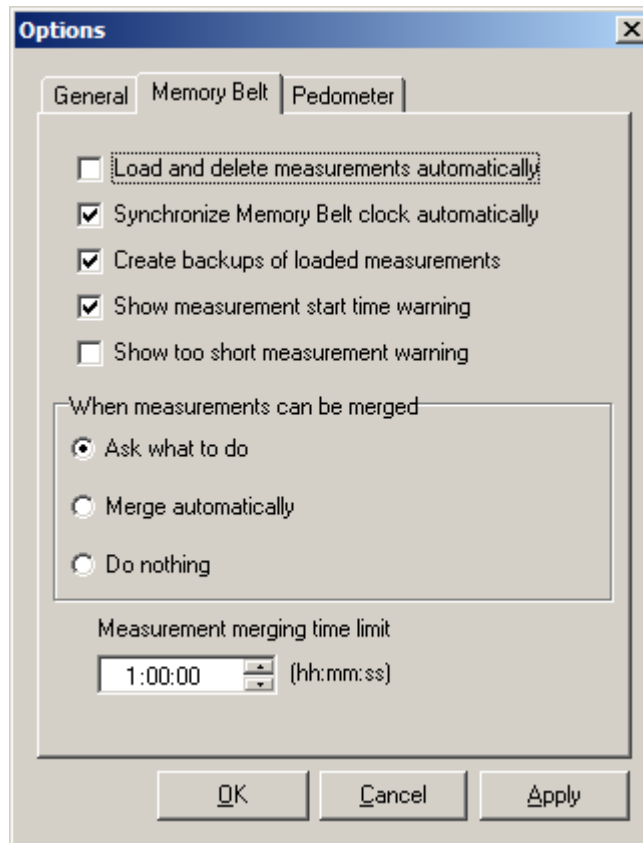 Options
General Memory Belt Pedometer
Load and delete measurements automatically
Synchronize Memory Belt clock automatically
Create backups of loaded measurements
Show measurement start time warning
Show too short measurement warning
When measurements can be merged
Ask what to do
Merge automatically
Do nothing
Measurement merging time limit
1:00:00 (hh:mm:ss)
OK Cancel Apply